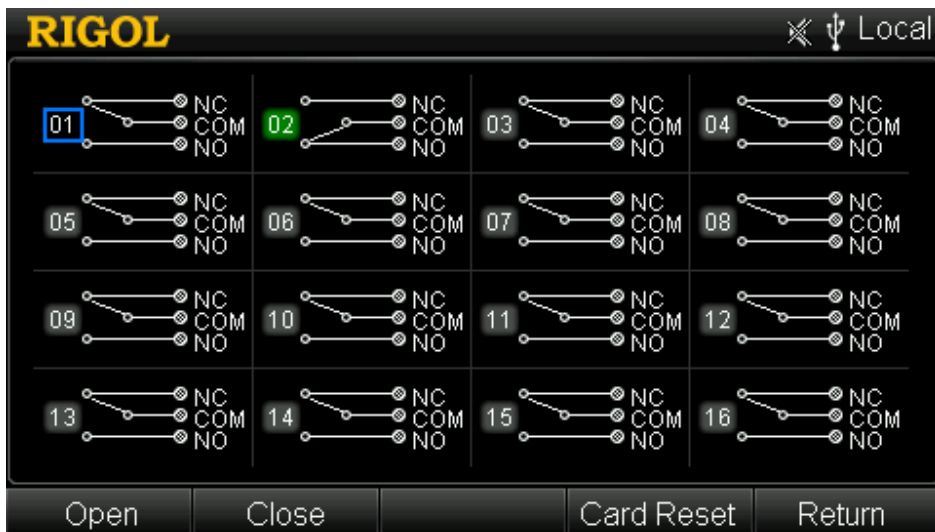 RIGOL Local
01 NC COM NO 02 NC COM NO 03 NC COM NO 04 NC COM NO
05 NC COM NO 06 NC COM NO 07 NC COM NO 08 NC COM NO
09 NC COM NO 10 NC COM NO 11 NC COM NO 12 NC COM NO
13 NC COM NO 14 NC COM NO 15 NC COM NO 16 NC COM NO
Open Close Card Reset Return